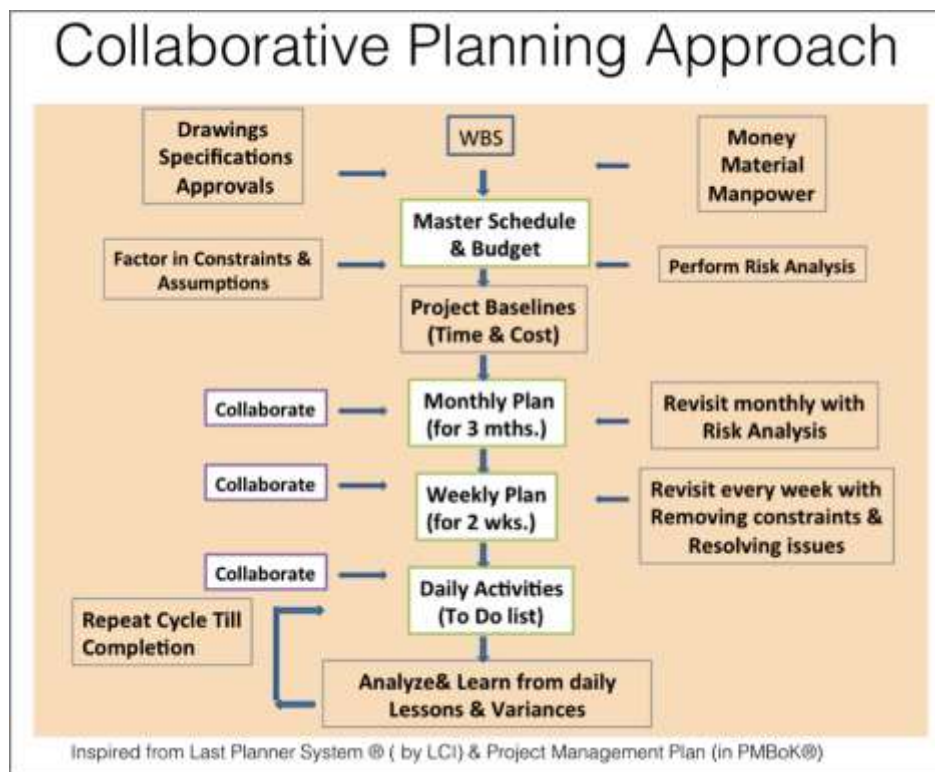 Collaborative Planning Approach
Drawings
Specifications
Approvals
WBS
Money
Material
Manpower
Master Schedule
& Budget
Factor in Constraints &
Assumptions
Perform Risk Analysis
Project Baselines
(Time & Cost)
Collaborate
Monthly Plan
(for 3 mths.)
Revisit monthly with
Risk Analysis
Collaborate
Weekly Plan
(for 2 wks.)
Revisit every week with
Removing constraints &
Resolving issues
Collaborate
Daily Activities
(To Do list)
Repeat Cycle Till
Completion
Analyze& Learn from daily
Lessons & Variances
Inspired from Last Planner System ® ( by LCI) & Project Management Plan (in PMBoK®)